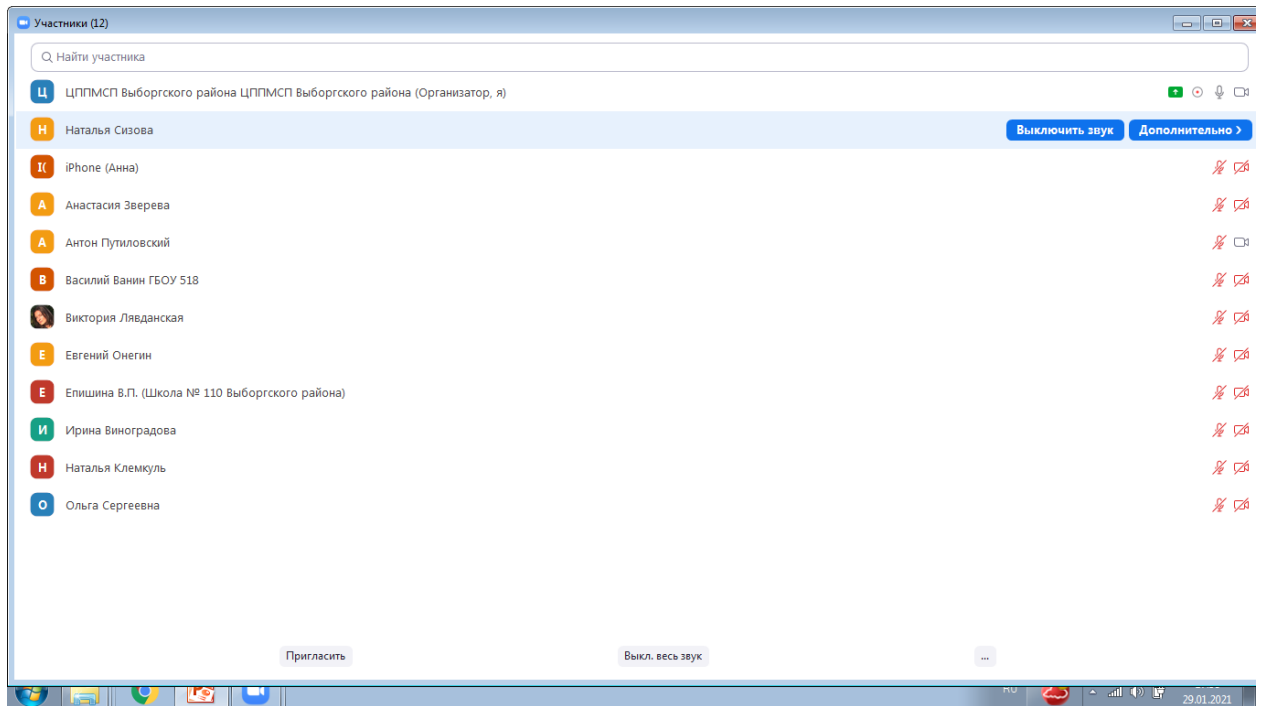 Участники (12)
Найти участника
Ц ЦППМСП Выборгского района ЦППМСП Выборгского района (Организатор, я)
Н Наталья Сизова Выключить звук Дополнительно >
I( iPhone (Анна)
А Анастасия Зверева
А Антон Путиловский
В Василий Ванин ГБОУ 518
Виктория Лявданская
Е Евгений Онегин
Е Епишина В.П. (Школа № 110 Выборгского района)
И Ирина Виноградова
Н Наталья Клемкуль
О Ольга Сергеевна
Пригласить Выкл. весь звук ...
RU
29.01.2021